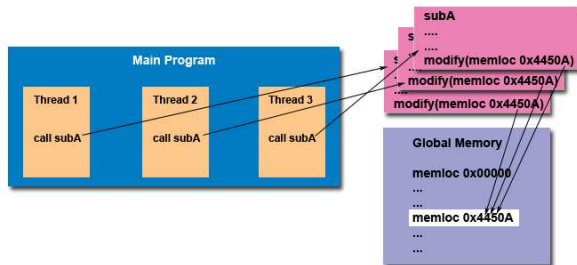 Main Program
Thread 1
call subA
Thread 2
call subA
Thread 3
call subA
subA
....
....
modify(memloc 0x4450A)
s
...
modify(memloc 0x4450A)
s
modify(memloc 0x4450A)
Global Memory
memloc 0x00000
...
...
memloc 0x4450A
...
...